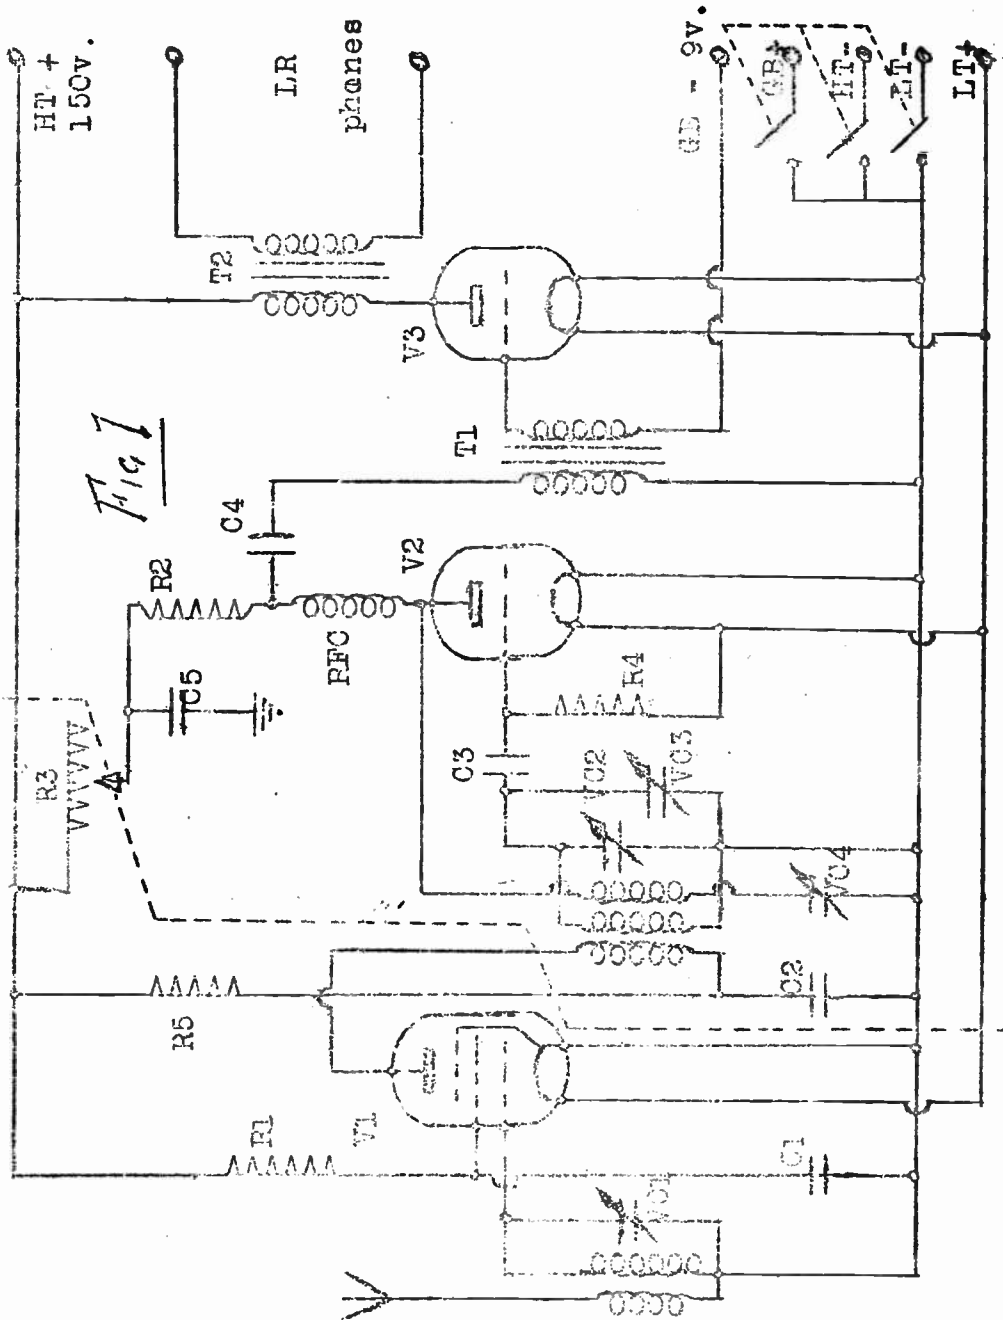 HT +
150v.
LR
phones
GB - 9v.
GB+
HT-
LT-
LT+
T2
V3
Fig 1
T1
C4
R2
V2
RFC
C5
R3
R4
C3
VC2
VC3
VC4
R5
C2
R1
V1
C1
VC1